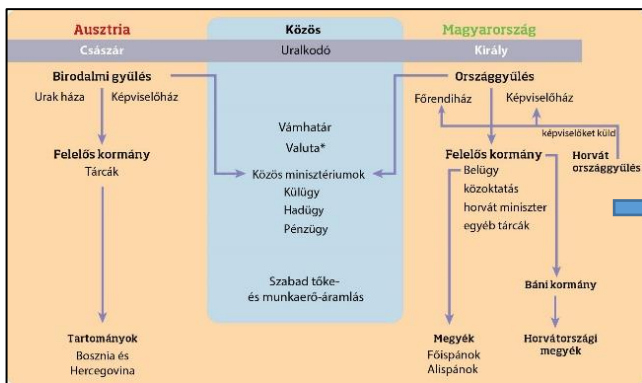 Ausztria
Közös
Magyarország
Császár
Uralkodó
Király
Birodalmi gyűlés
Urak háza
Képviselőház
Felelős kormány
Tárcák
Tartományok
Bosznia és
Hercegovina
Vámhatár
Valuta*
Közös minisztériumok
Külügy
Hadügy
Pénzügy
Szabad tőke-
és munkaerő-áramlás
Országgyűlés
Főrendiház
Képviselőház
képviselőket küld
Felelős kormány
Belügy
közoktatás
horvát miniszter
egyéb tárcák
Horvát
országgyűlés
Báni kormány
Megyék
Főispánok
Alispánok
Horvátországi
megyék